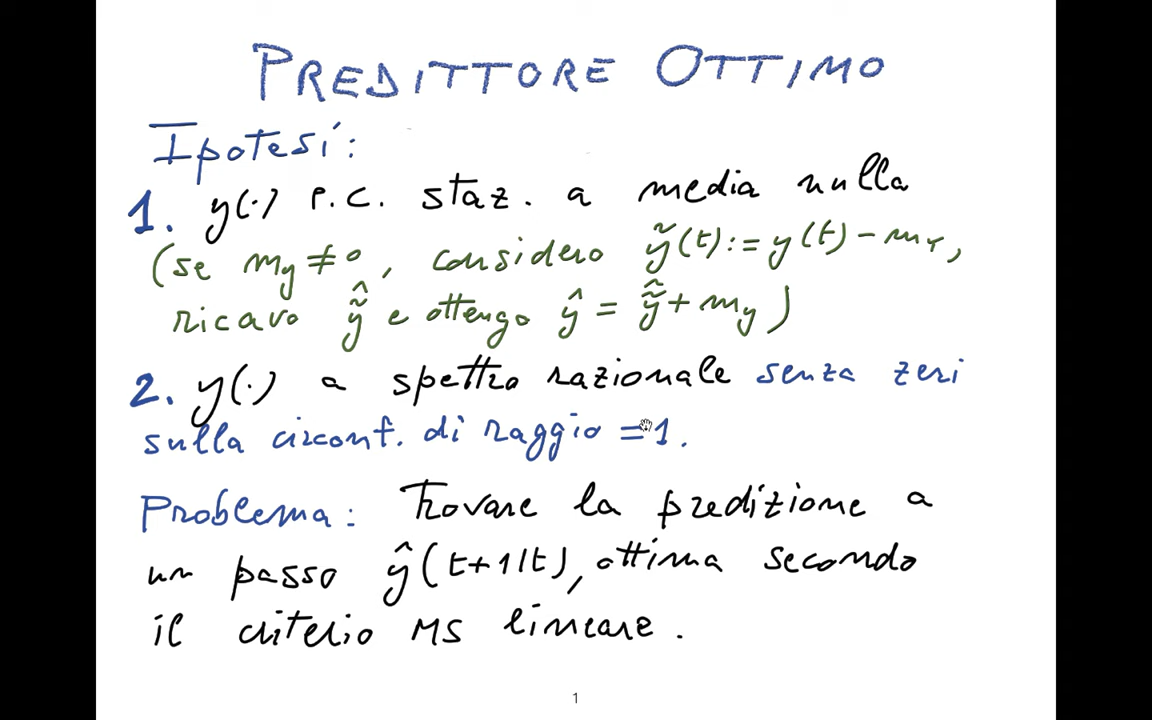 PREDITTORE OTTIMO
Ipotesi:
1. y(·) P.C. staz. a media nulla
(se my ≠ 0, considero ỹ(t) := y(t) - my,
ricavo ỹ̂ e ottengo ŷ = ỹ̂ + my)
2. y(·) a spettro razionale senza zeri
sulla circonf. di raggio = 1.
Problema: Trovare la predizione a
un passo ŷ(t+1|t), ottima secondo
il criterio MS lineare.
1